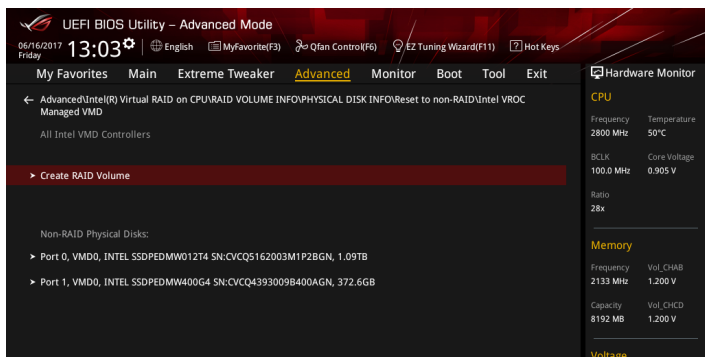 UEFI BIOS Utility – Advanced Mode
06/16/2017 Friday 13:03 English MyFavorite(F3) Qfan Control(F6) EZ Tuning Wizard(F11) ? Hot Keys
My Favorites Main Extreme Tweaker Advanced Monitor Boot Tool Exit
Advanced\Intel(R) Virtual RAID on CPU\RAID VOLUME INFO\PHYSICAL DISK INFO\Reset to non-RAID\Intel VROC
Managed VMD
All Intel VMD Controllers
Create RAID Volume
Non-RAID Physical Disks:
Port 0, VMD0, INTEL SSDPEDMW012T4 SN:CVCQ5162003M1P2BGN, 1.09TB
Port 1, VMD0, INTEL SSDPEDMW400G4 SN:CVCQ4393009B400AGN, 372.6GB
Hardware Monitor
CPU
Frequency Temperature
2800 MHz 50°C
BCLK Core Voltage
100.0 MHz 0.905 V
Ratio
28x
Memory
Frequency Vol_CHAB
2133 MHz 1.200 V
Capacity Vol_CHCD
8192 MB 1.200 V
Voltage